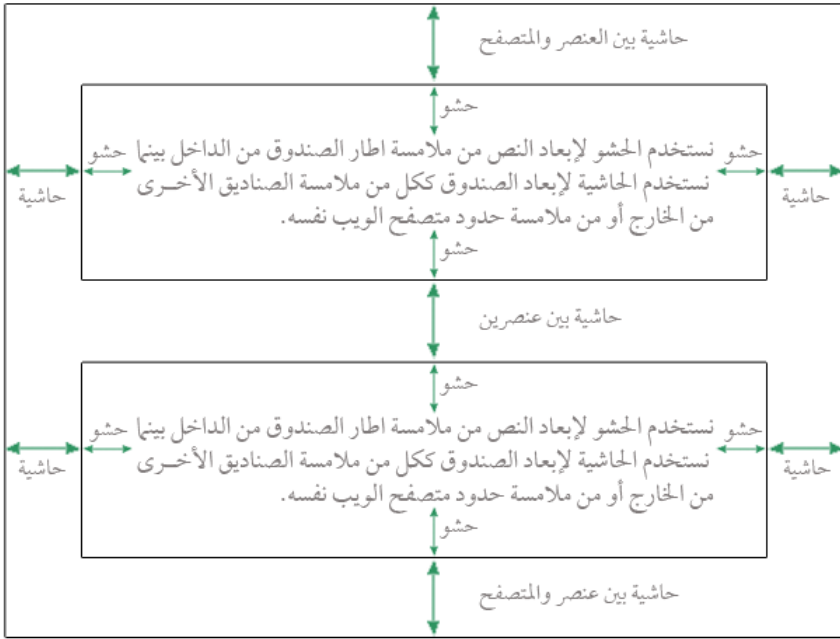 حاشية بين العنصر والمتصفح
حشو
حشو
نستخدم الحشو لإبعاد النص من ملامسة اطار الصندوق من الداخل بينما
حشو
حاشية
نستخدم الحاشية لإبعاد الصندوق ككل من ملامسة الصناديق الأخــرى
حاشية
من الخارج أو من ملامسة حدود متصفح الويب نفسه.
حشو
حاشية بين عنصرين
حشو
حشو
نستخدم الحشو لإبعاد النص من ملامسة اطار الصندوق من الداخل بينما
حشو
حاشية
نستخدم الحاشية لإبعاد الصندوق ككل من ملامسة الصناديق الأخــرى
حاشية
من الخارج أو من ملامسة حدود متصفح الويب نفسه.
حشو
حاشية بين عنصر والمتصفح